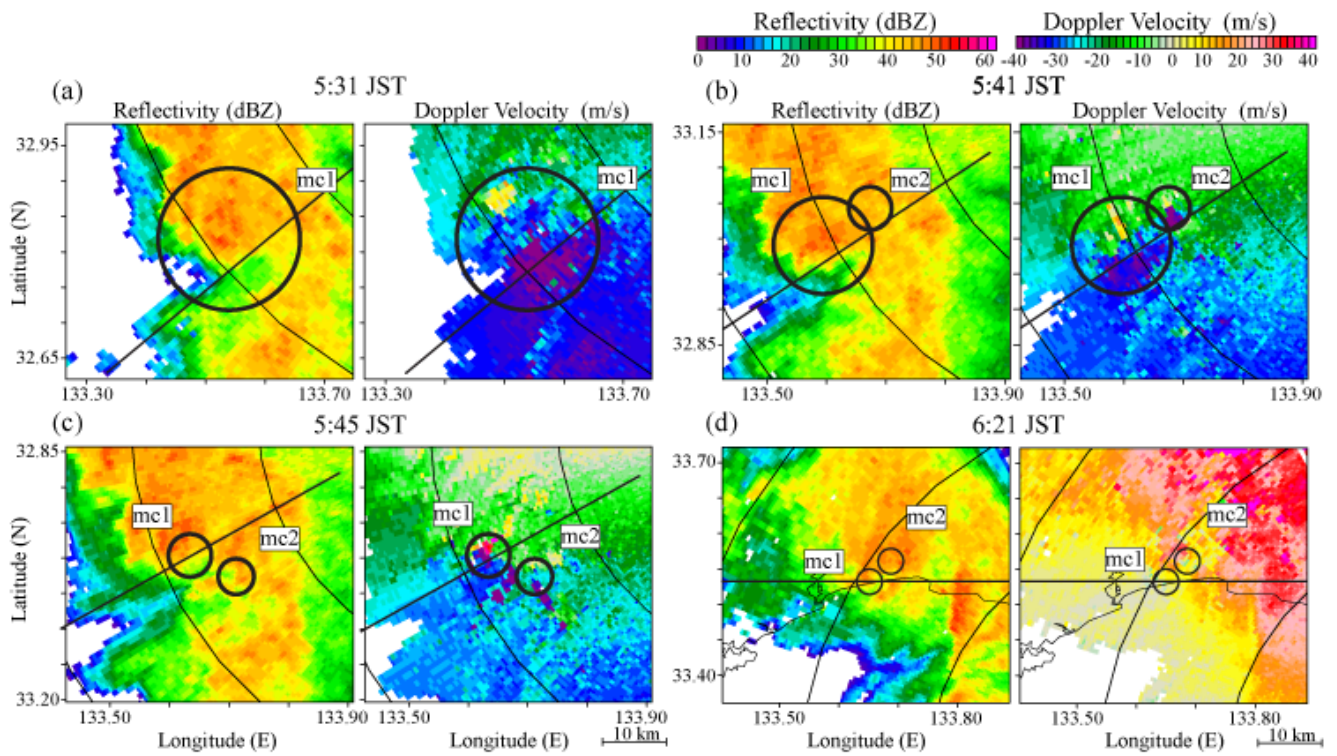 Reflectivity (dBZ) Doppler Velocity (m/s)
0 10 20 30 40 50 60 -40 -30 -20 -10 0 10 20 30 40
(a) 5:31 JST (b) 5:41 JST
Reflectivity (dBZ) Doppler Velocity (m/s) Reflectivity (dBZ) Doppler Velocity (m/s)
32.95 33.15
mc1 mc1 mc1 mc2 mc1 mc2
Latitude (N)
32.65 32.85
133.30 133.70 133.30 133.70 133.50 133.90 133.50 133.90
(c) 5:45 JST (d) 6:21 JST
32.85 33.70
mc1 mc2 mc1 mc2 mc2 mc1 mc2 mc1
Latitude (N)
33.20 33.40
133.50 133.90 133.50 133.90 133.50 133.80 133.50 133.80
Longitude (E) Longitude (E) 10 km Longitude (E) Longitude (E) 10 km